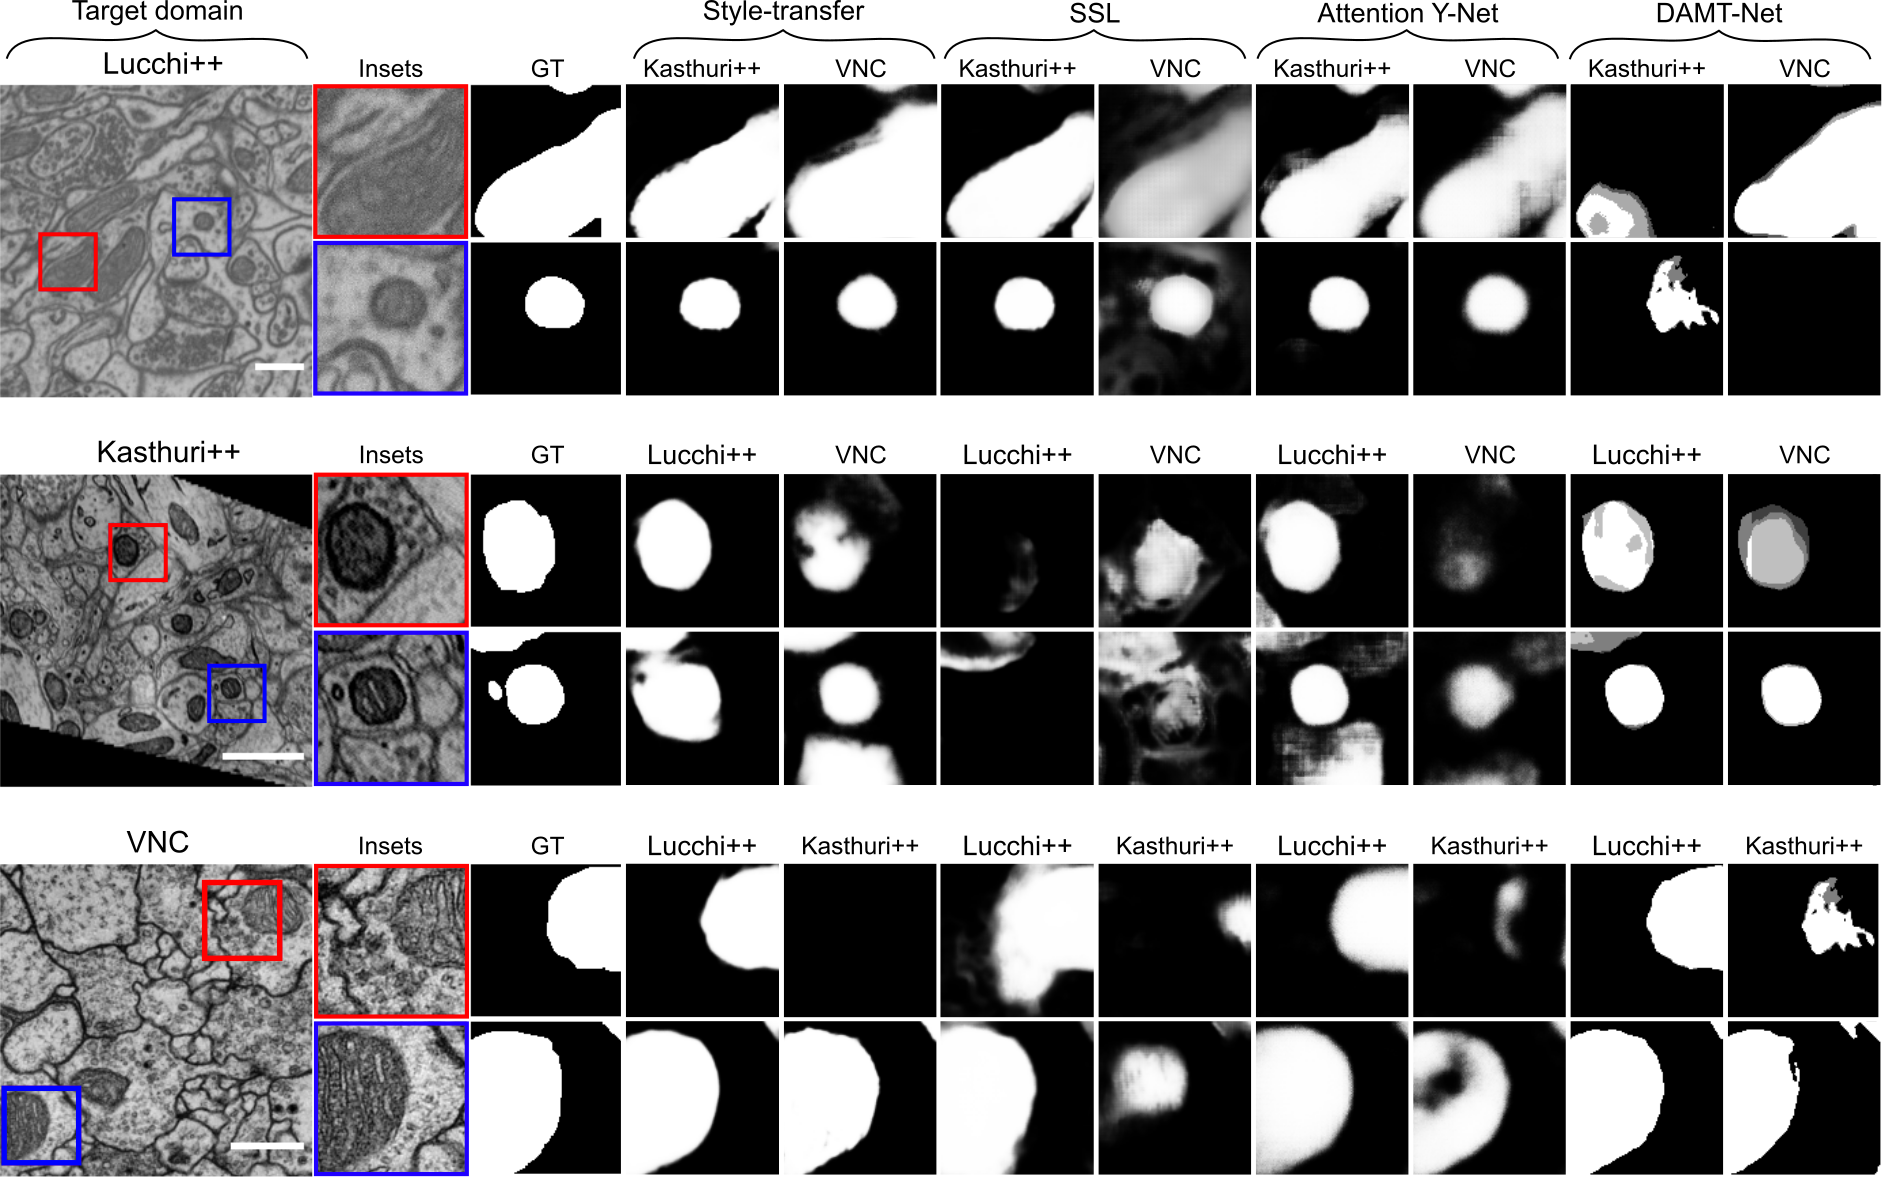 Target domain Style-transfer SSL Attention Y-Net DAMT-Net
Lucchi++ Insets GT Kasthuri++ VNC Kasthuri++ VNC Kasthuri++ VNC Kasthuri++ VNC
Kasthuri++ Insets GT Lucchi++ VNC Lucchi++ VNC Lucchi++ VNC Lucchi++ VNC
VNC Insets GT Lucchi++ Kasthuri++ Lucchi++ Kasthuri++ Lucchi++ Kasthuri++ Lucchi++ Kasthuri++